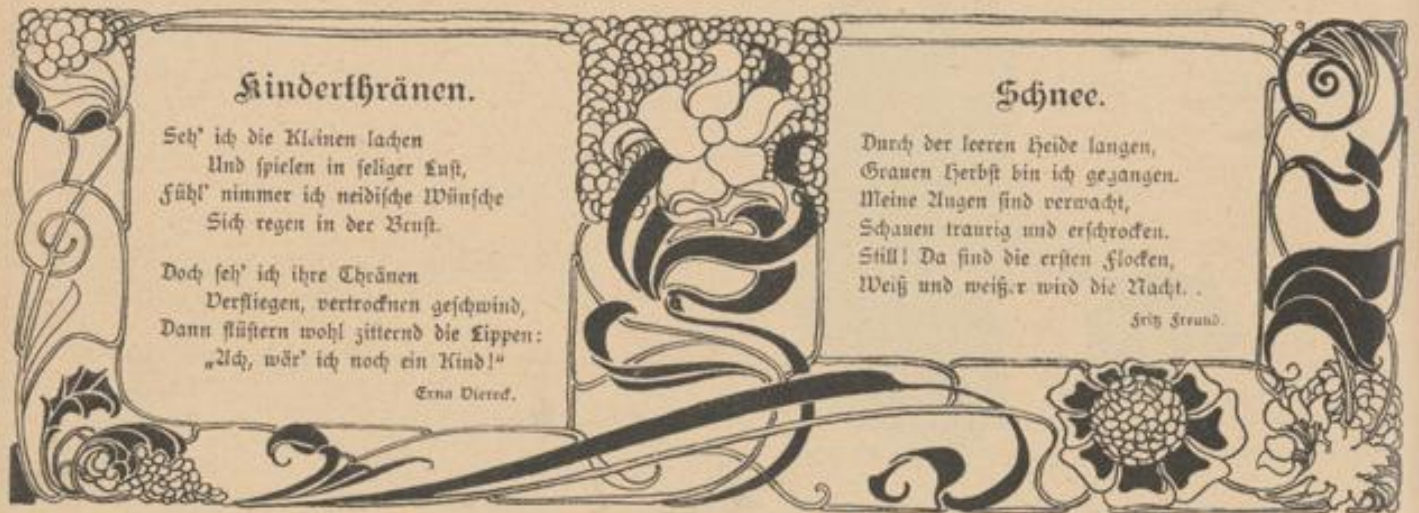 Kinderthränen.
Seh' ich die Kleinen lachen
Und spielen in seliger Lust,
Fühl' nimmer ich neidische Wünsche
Sich regen in der Brust.
Doch seh' ich ihre Thränen
Verfliegen, vertrocknen geschwind,
Dann flüstern wohl zitternd die Lippen:
„Ach, wär' ich noch ein Kind!“
Erna Viereck.
Schnee.
Durch der leeren Heide langen,
Grauen Herbst bin ich gegangen.
Meine Augen sind verwacht,
Schauen traurig und erschrocken.
Still! Da sind die ersten Flocken,
Weiß und weißer wird die Nacht. .
Fritz Freund.